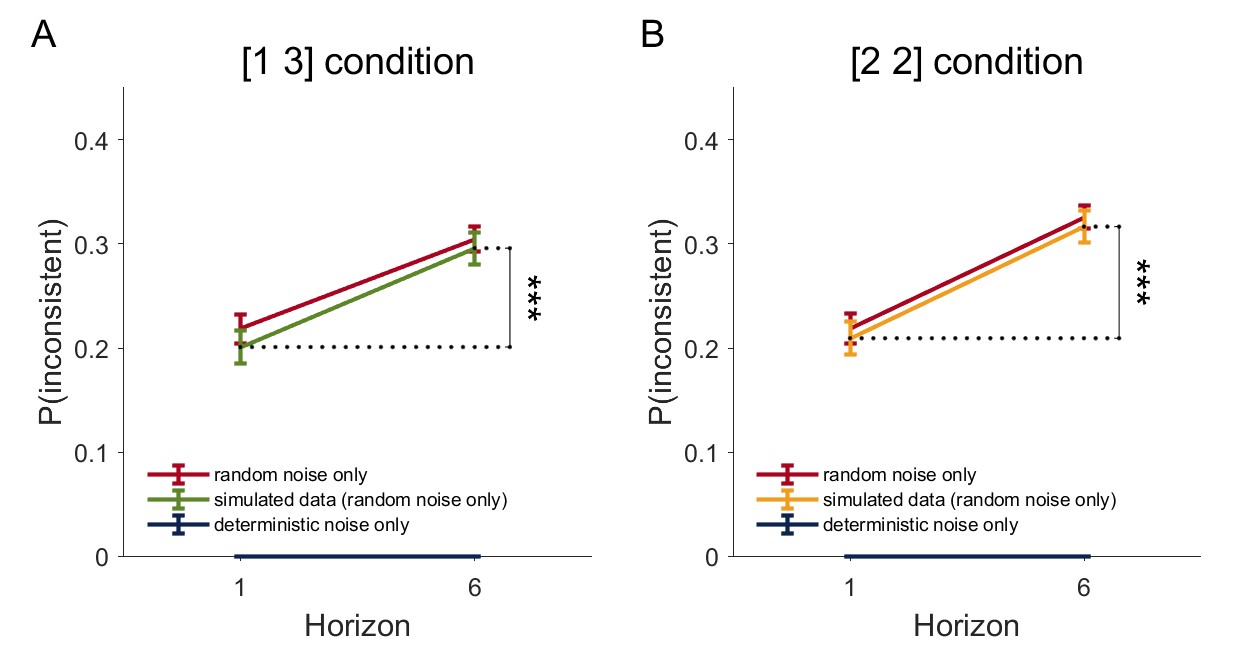 A
[1 3] condition
P(inconsistent)
0.4
0.3
0.2
0.1
0
***
random noise only
simulated data (random noise only)
deterministic noise only
1
6
Horizon
B
[2 2] condition
P(inconsistent)
0.4
0.3
0.2
0.1
0
***
random noise only
simulated data (random noise only)
deterministic noise only
1
6
Horizon